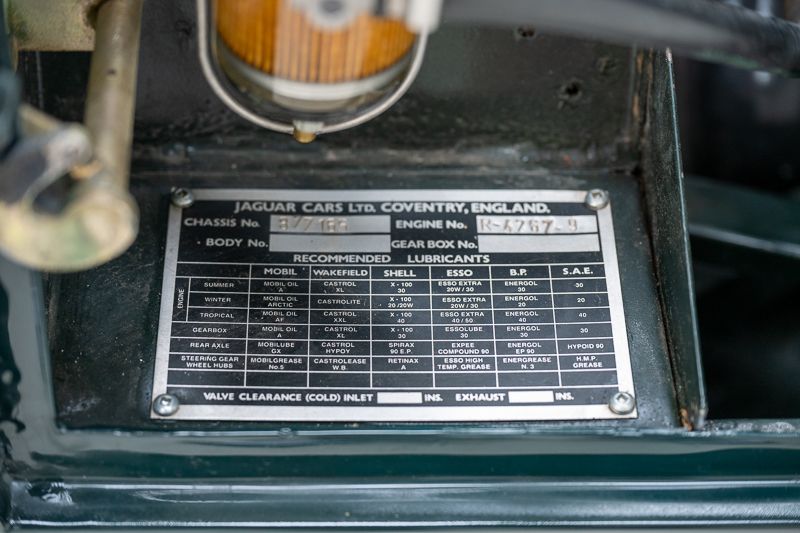 JAGUAR CARS LTD. COVENTRY, ENGLAND.
CHASSIS No. ENGINE No.
BODY No. GEAR BOX No.
RECOMMENDED LUBRICANTS
MOBIL WAKEFIELD SHELL ESSO B.P. S.A.E.
ENGINE
SUMMER MOBIL OIL A CASTROL XL X - 100 30 ESSO EXTRA 20W / 30 ENERGOL 30 30
WINTER MOBIL OIL ARCTIC CASTROLITE X - 100 20/20W ESSO EXTRA 20W / 30 ENERGOL 20 20
TROPICAL MOBIL OIL AF CASTROL XXL X - 100 40 ESSO EXTRA 40 / 50 ENERGOL 40 40
GEARBOX MOBIL OIL A CASTROL XL X - 100 30 ESSOLUBE 30 ENERGOL 30 30
REAR AXLE MOBILUBE GX CASTROL HYPOY SPIRAX 90 E.P. EXPEE COMPOUND 90 ENERGOL EP 90 HYPOID 90
STEERING GEAR WHEEL HUBS MOBILGREASE No. 5 CASTROLEASE W.B. RETINAX A ESSO HIGH TEMP. GREASE ENERGREASE N. 3 H.M.P. GREASE
VALVE CLEARANCE (COLD) INLET INS. EXHAUST INS.